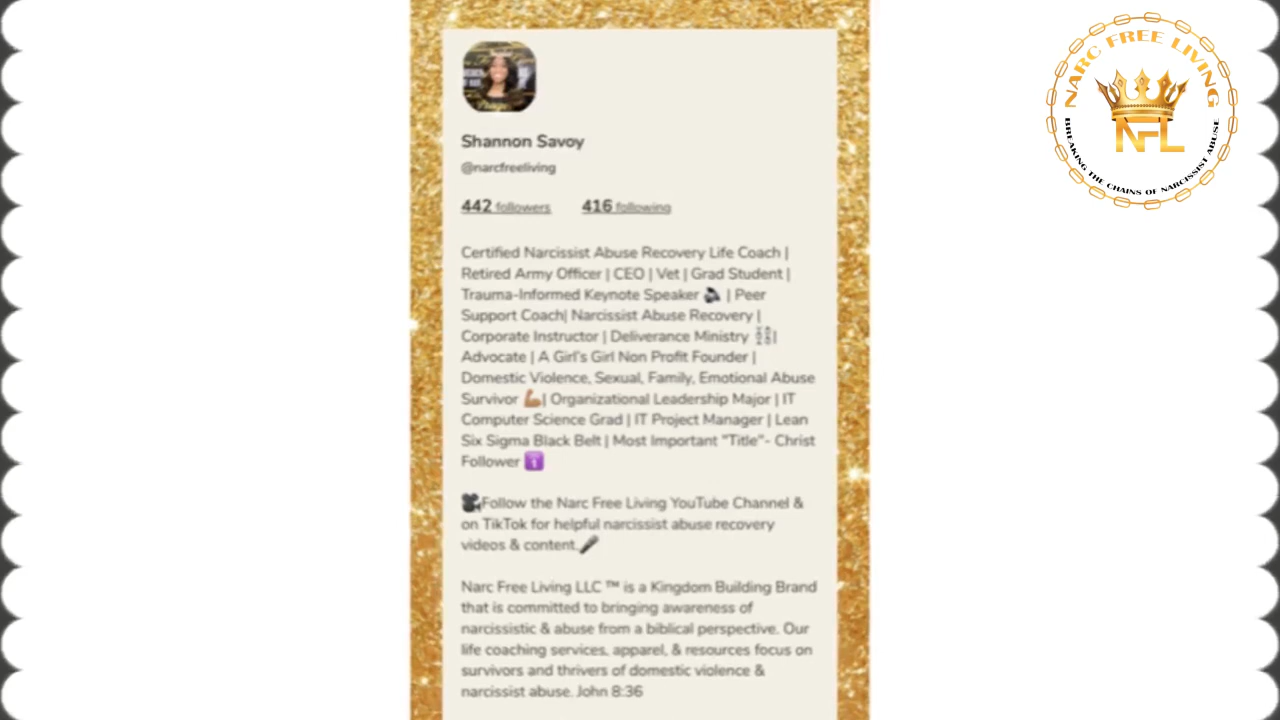 Shannon Savoy
@narcfreeliving
442 followers 416 following
Certified Narcissist Abuse Recovery Life Coach |
Retired Army Officer | CEO | Vet | Grad Student |
Trauma-Informed Keynote Speaker 🔊 | Peer
Support Coach| Narcissist Abuse Recovery |
Corporate Instructor | Deliverance Ministry ⛓️|
Advocate | A Girl's Girl Non Profit Founder |
Domestic Violence, Sexual, Family, Emotional Abuse
Survivor 💪🏽| Organizational Leadership Major | IT
Computer Science Grad | IT Project Manager | Lean
Six Sigma Black Belt | Most Important "Title"- Christ
Follower ✝️
🎥Follow the Narc Free Living YouTube Channel &
on TikTok for helpful narcissist abuse recovery
videos & content.🎤
Narc Free Living LLC ™ is a Kingdom Building Brand
that is committed to bringing awareness of
narcissistic & abuse from a biblical perspective. Our
life coaching services, apparel, & resources focus on
survivors and thrivers of domestic violence &
narcissist abuse. John 8:36
NARC FREE LIVING
NFL
BREAKING THE CHAINS OF NARCISSIST ABUSE